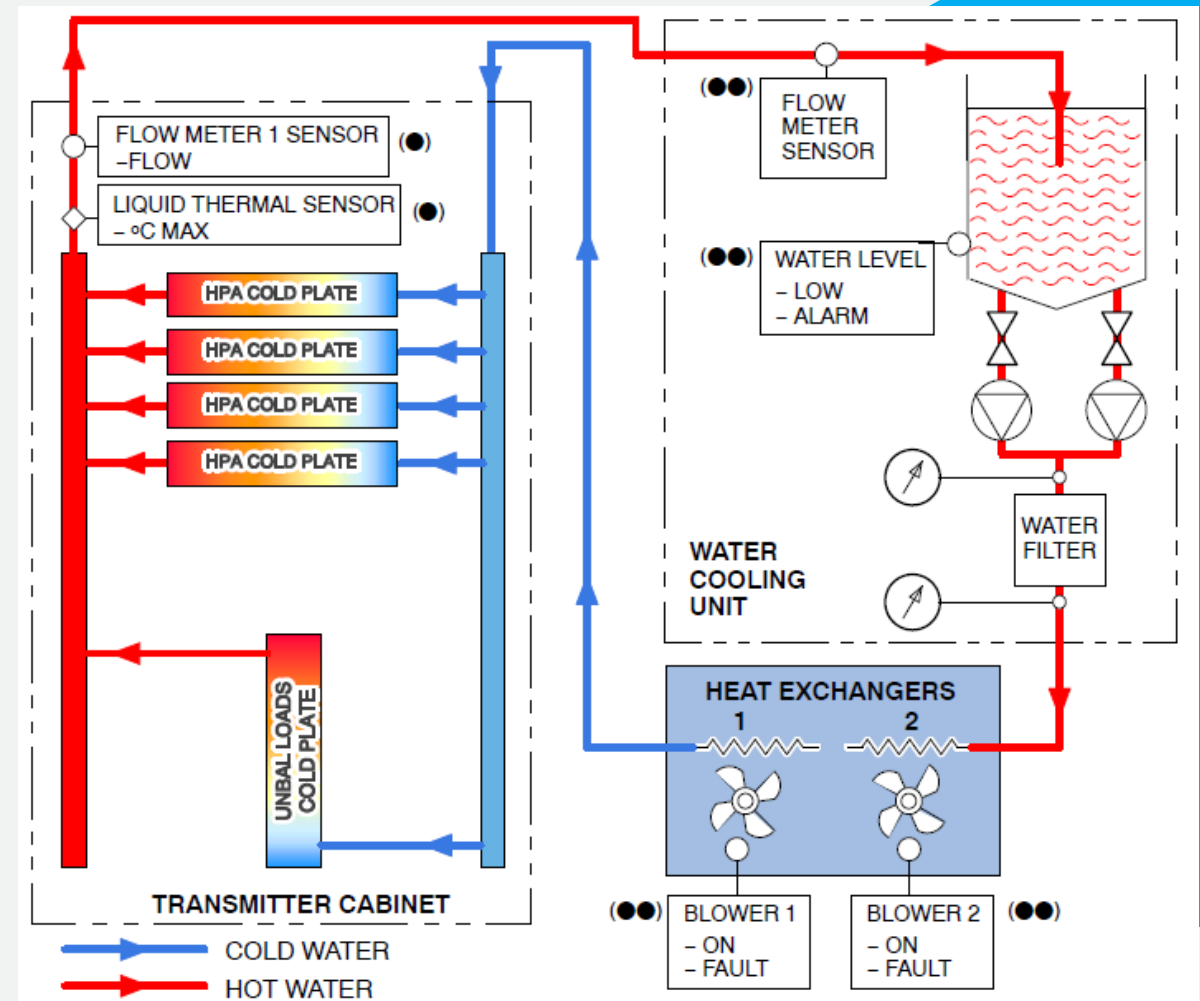 FLOW METER 1 SENSOR
–FLOW
(●)
LIQUID THERMAL SENSOR
– ºC MAX
(●)
HPA COLD PLATE
HPA COLD PLATE
HPA COLD PLATE
HPA COLD PLATE
UNBAL LOADS
COLD PLATE
TRANSMITTER CABINET
COLD WATER
HOT WATER
(●●)
FLOW
METER
SENSOR
(●●)
WATER LEVEL
– LOW
– ALARM
WATER
FILTER
WATER
COOLING
UNIT
HEAT EXCHANGERS
1
2
(●●)
BLOWER 1
– ON
– FAULT
BLOWER 2
– ON
– FAULT
(●●)